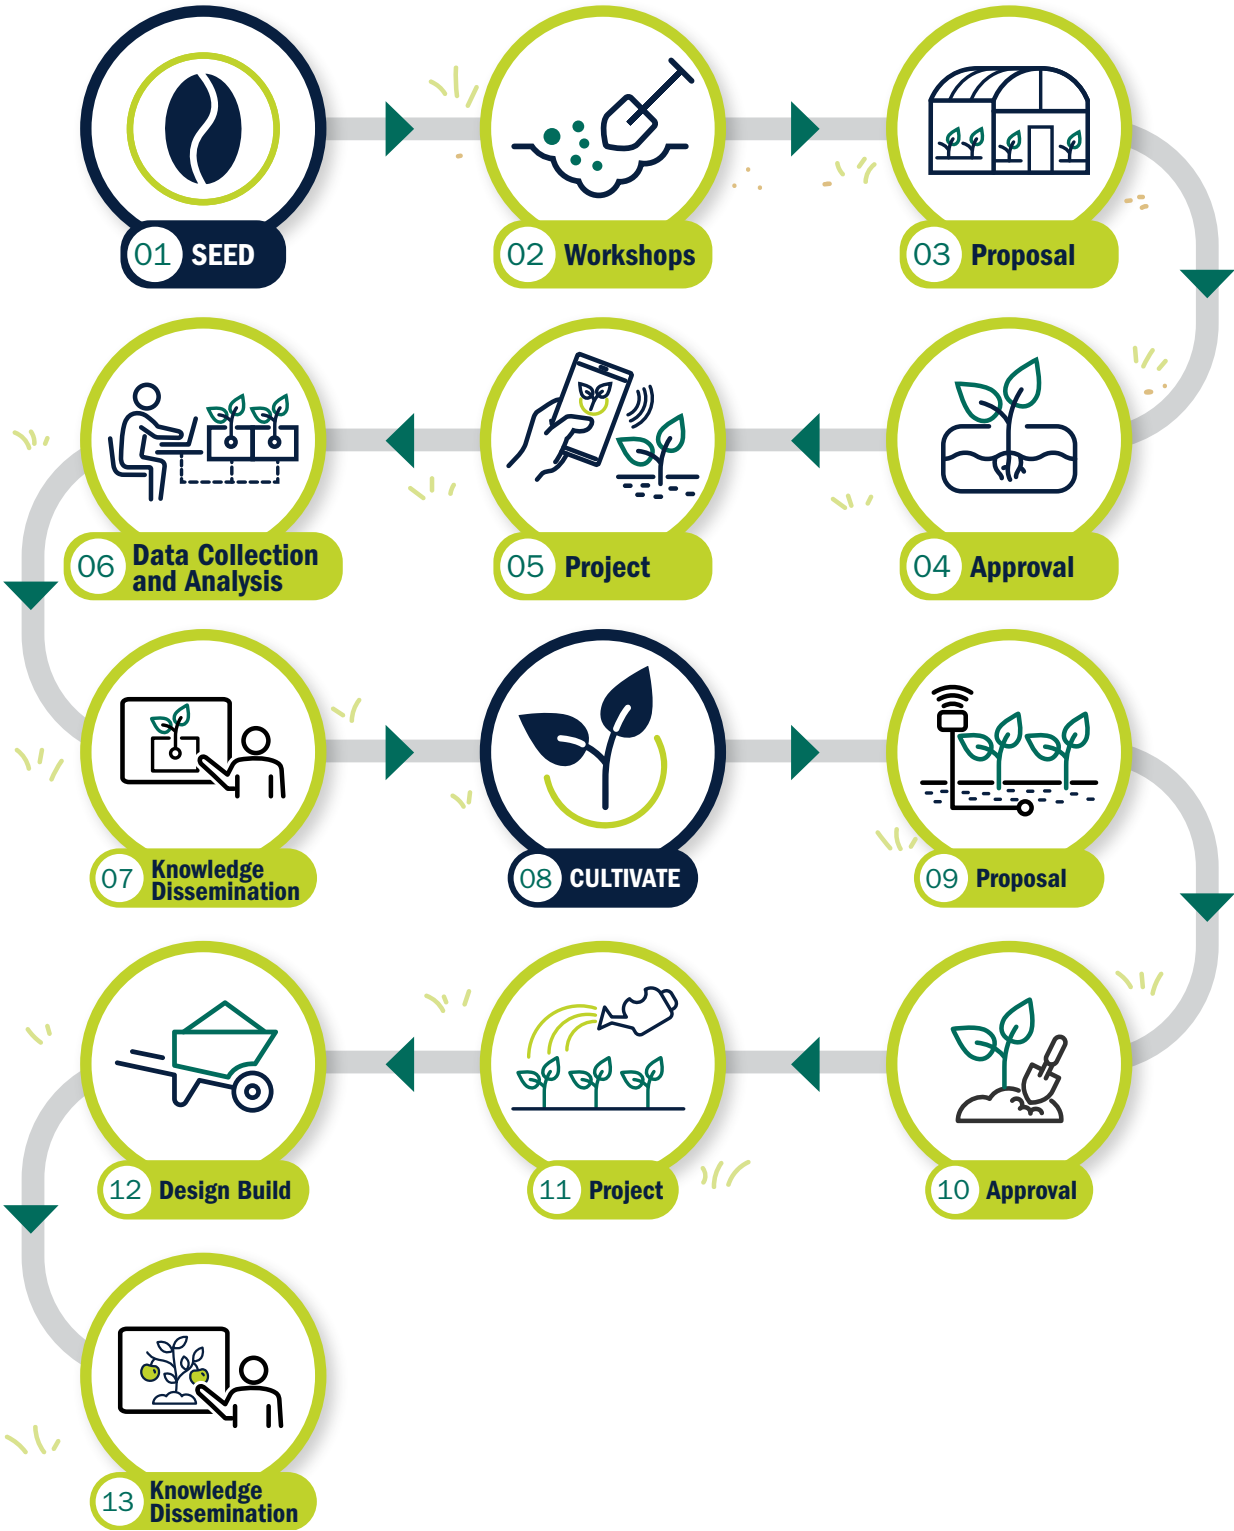 01 SEED
02 Workshops
03 Proposal
04 Approval
05 Project
06 Data Collection
and Analysis
07 Knowledge
Dissemination
08 CULTIVATE
09 Proposal
10 Approval
11 Project
12 Design Build
13 Knowledge
Dissemination